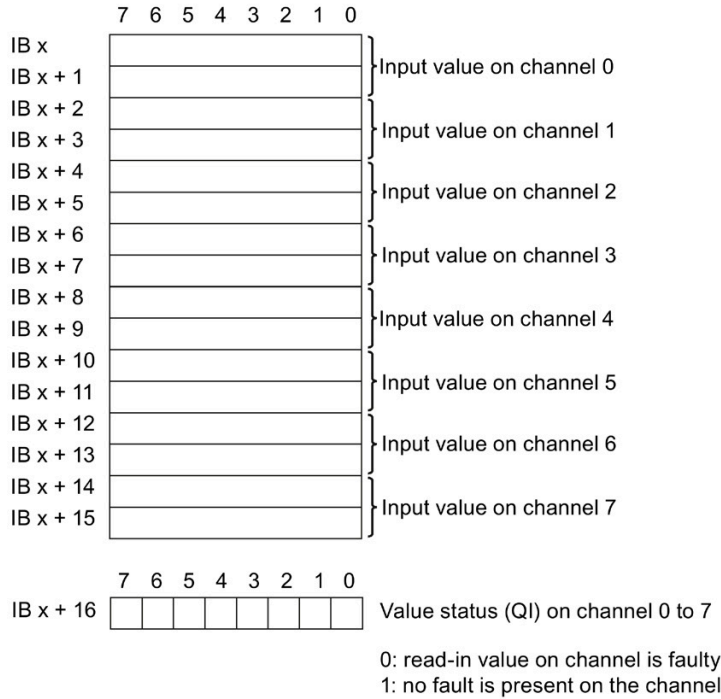 7 6 5 4 3 2 1 0
IB x
IB x + 1
Input value on channel 0
IB x + 2
IB x + 3
Input value on channel 1
IB x + 4
IB x + 5
Input value on channel 2
IB x + 6
IB x + 7
Input value on channel 3
IB x + 8
IB x + 9
Input value on channel 4
IB x + 10
IB x + 11
Input value on channel 5
IB x + 12
IB x + 13
Input value on channel 6
IB x + 14
IB x + 15
Input value on channel 7
7 6 5 4 3 2 1 0
IB x + 16 Value status (QI) on channel 0 to 7
0: read-in value on channel is faulty
1: no fault is present on the channel